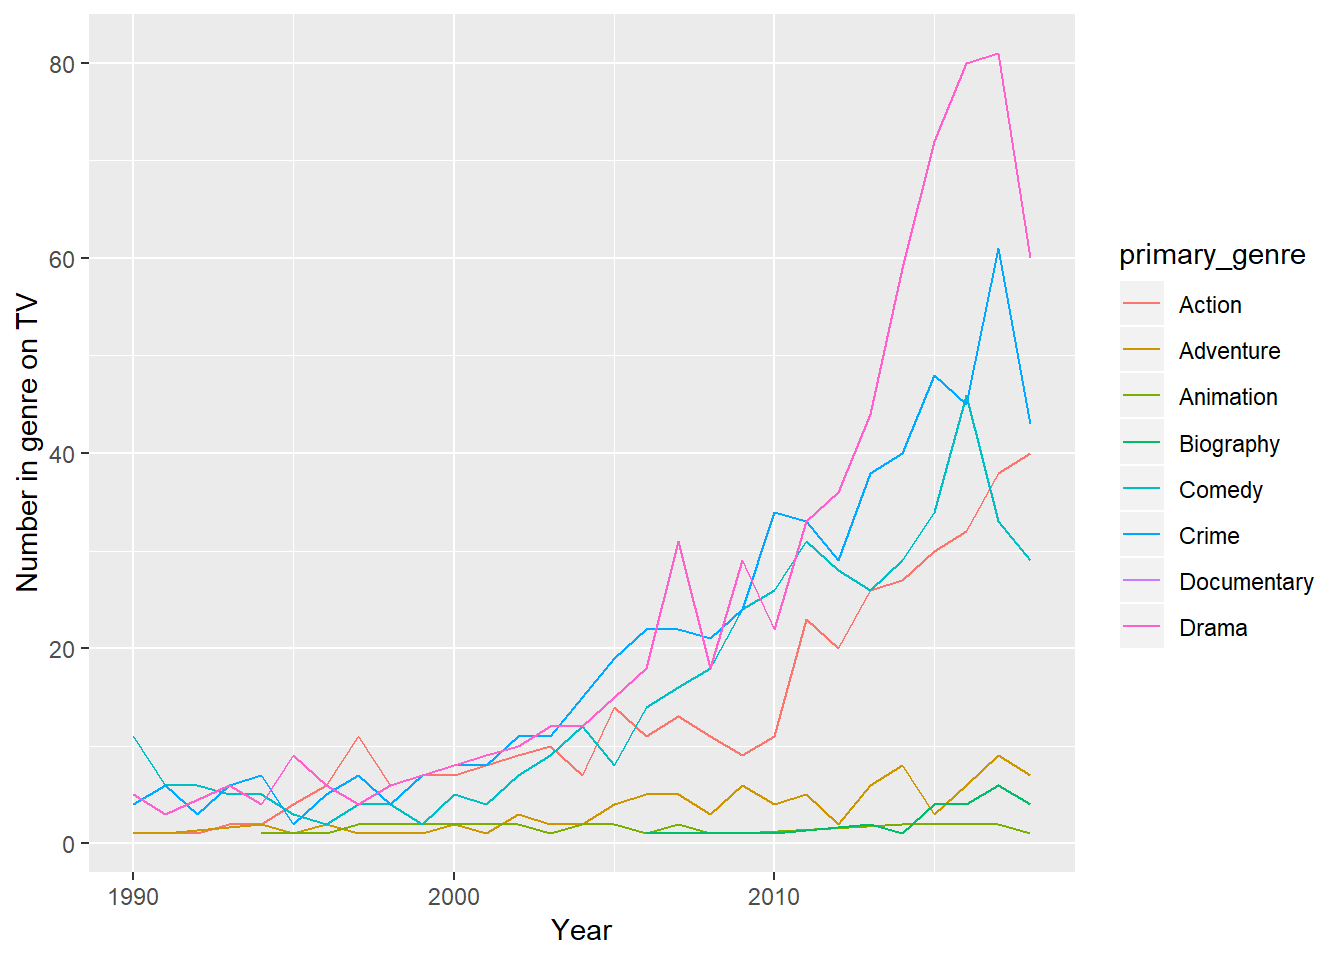 80
60
40
20
0
Number in genre on TV
1990
2000
2010
Year
primary_genre
Action
Adventure
Animation
Biography
Comedy
Crime
Documentary
Drama